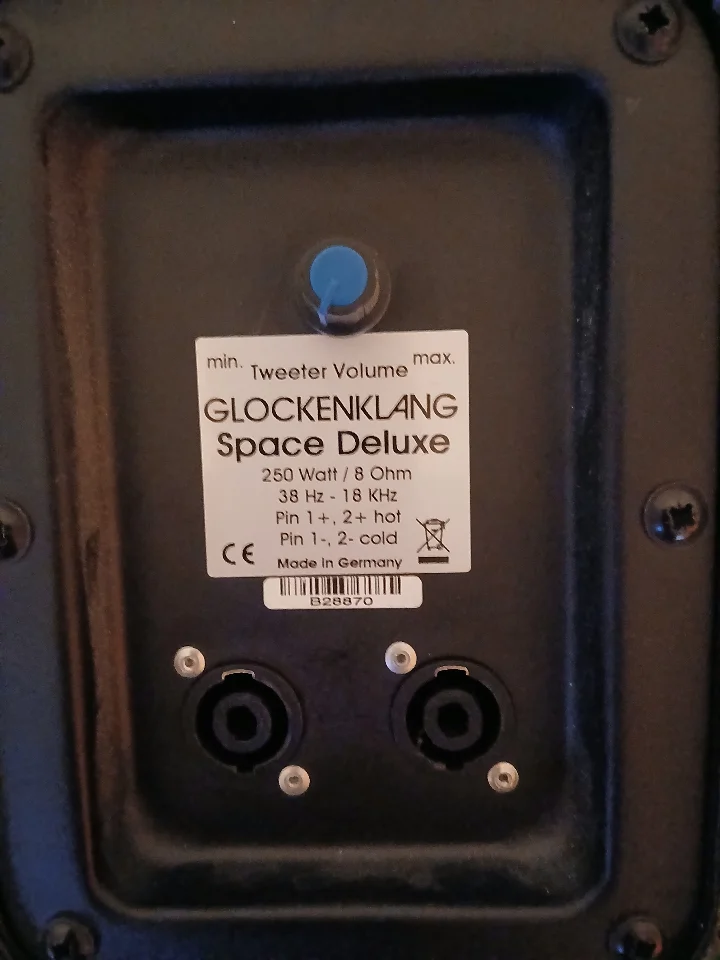 min. Tweeter Volume max.
GLOCKENKLANG
Space Deluxe
250 Watt / 8 Ohm
38 Hz - 18 KHz
Pin 1+, 2+ hot
Pin 1-, 2- cold
CE Made in Germany
B28870